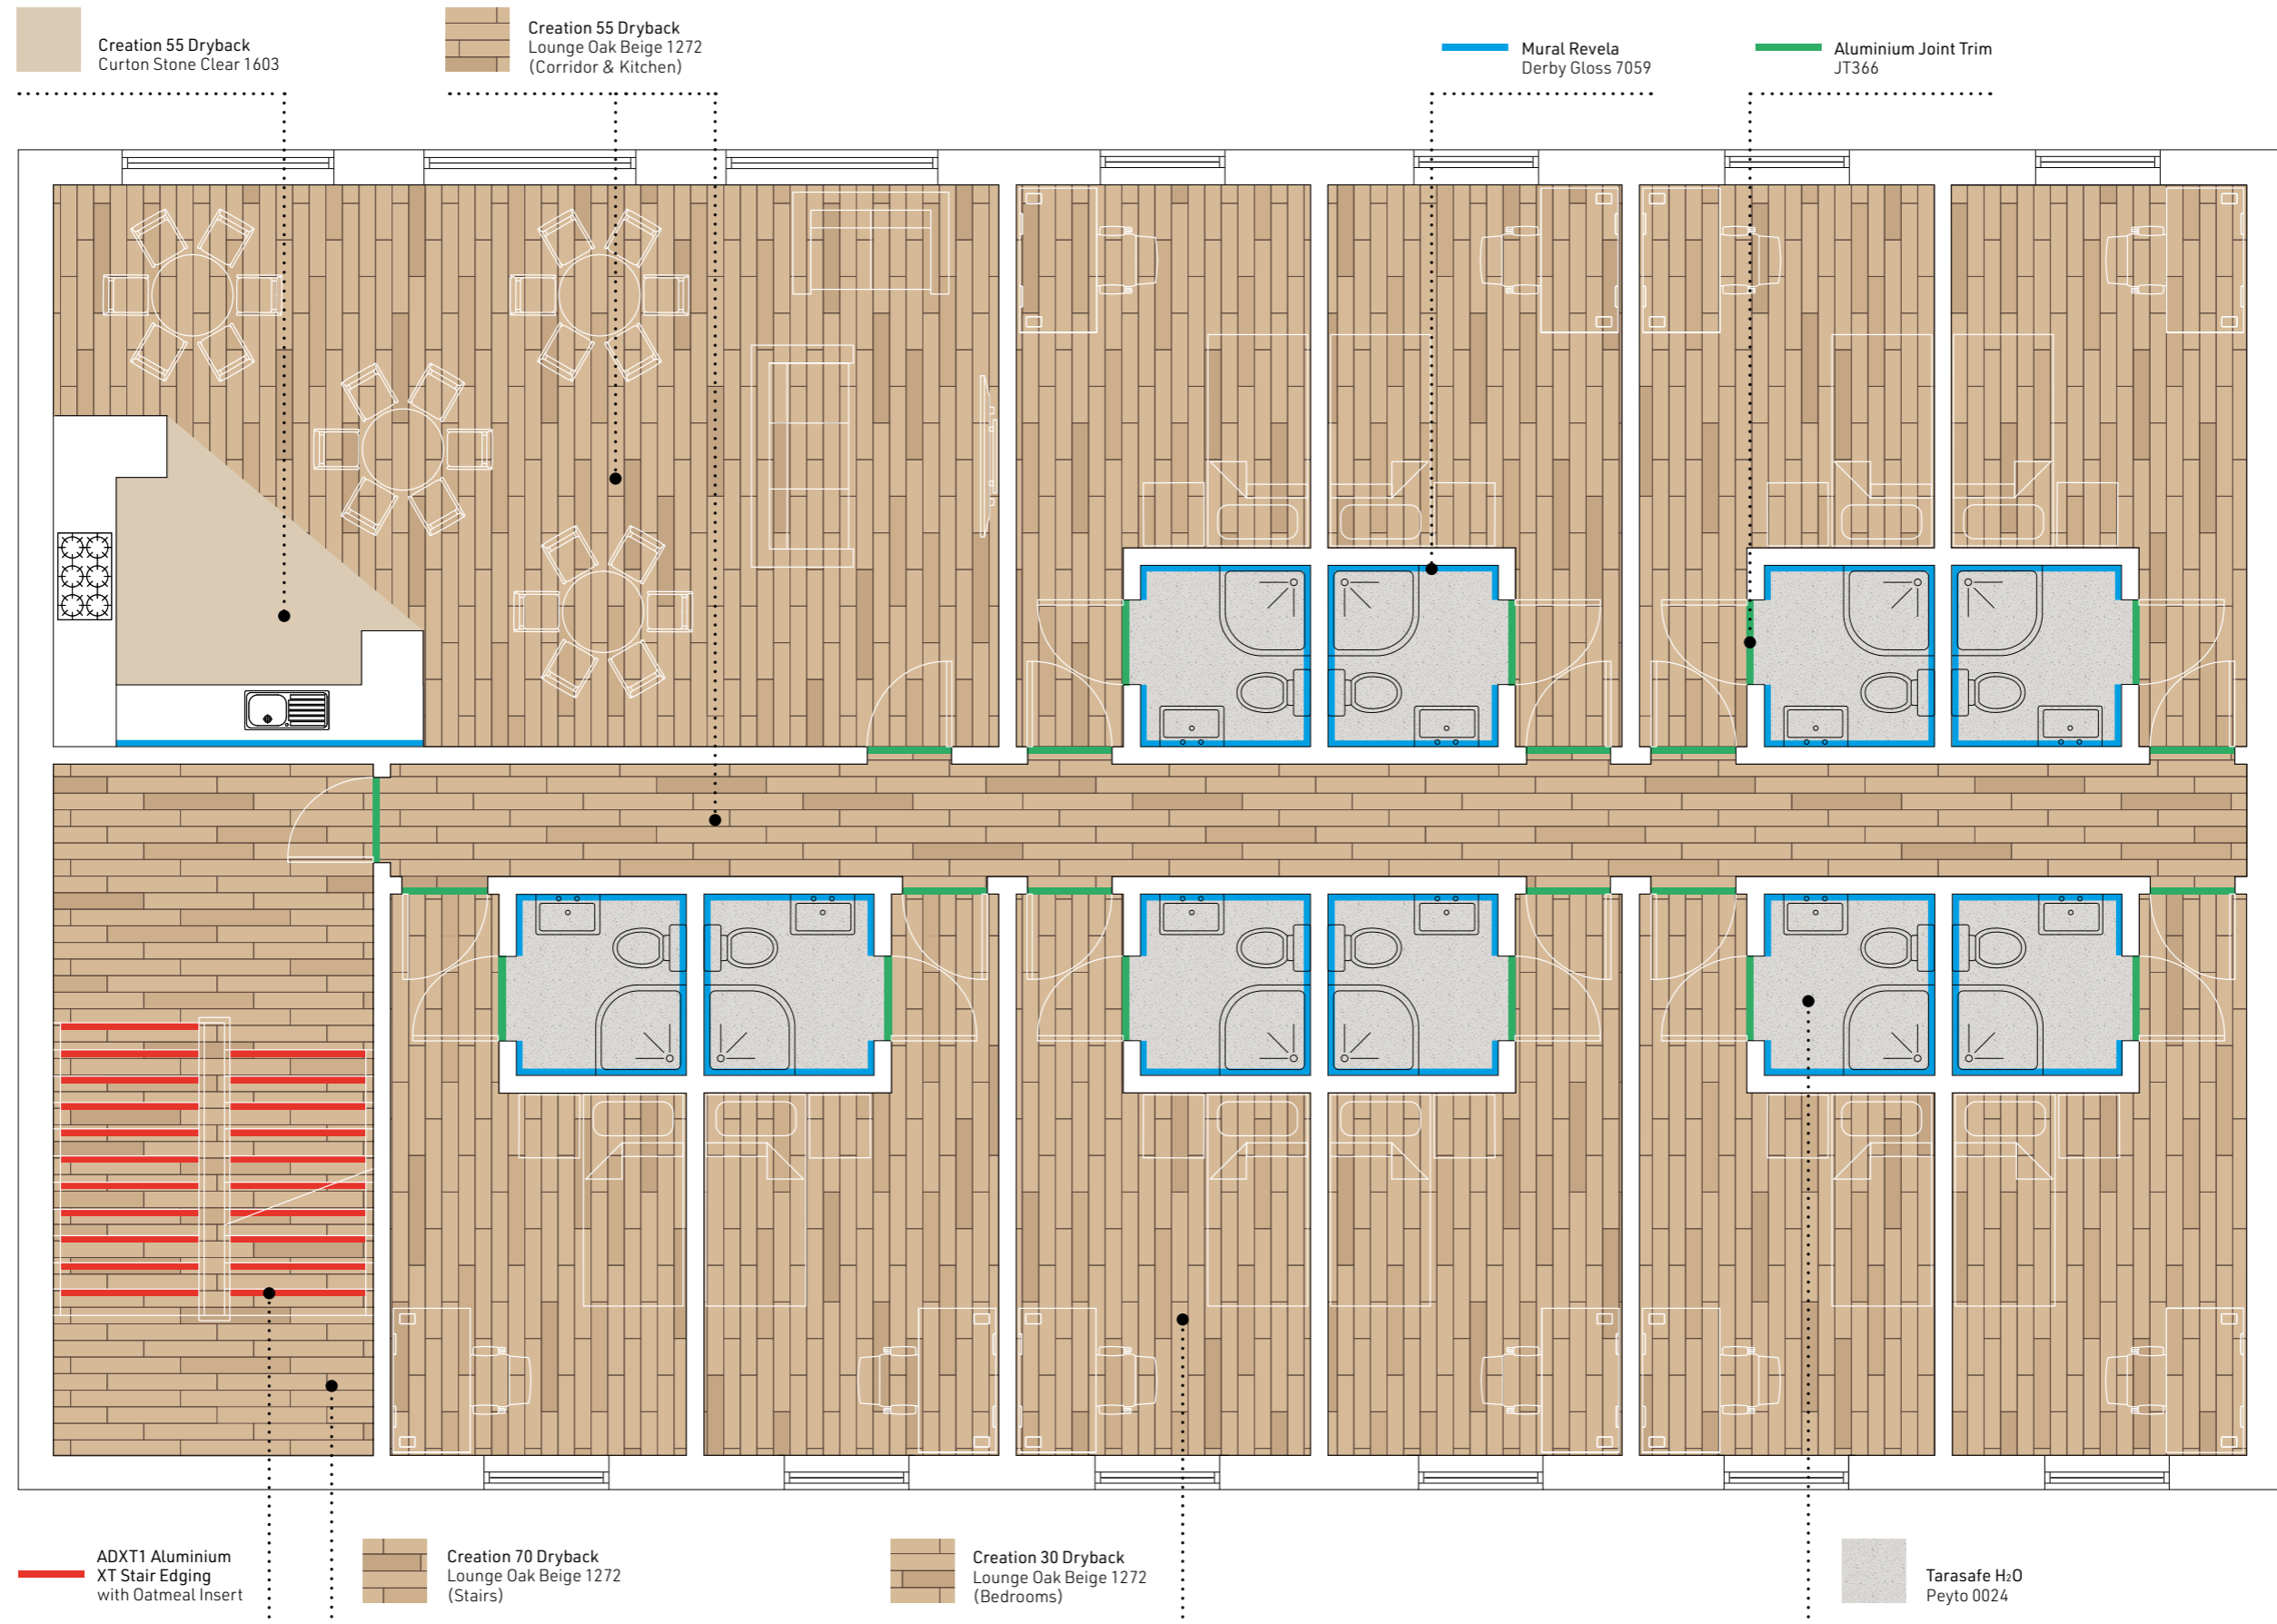 Creation 55 Dryback
Curton Stone Clear 1603
Creation 55 Dryback
Lounge Oak Beige 1272
(Corridor & Kitchen)
Mural Revela
Derby Gloss 7059
Aluminium Joint Trim
JT366
ADXT1 Aluminium
XT Stair Edging
with Oatmeal Insert
Creation 70 Dryback
Lounge Oak Beige 1272
(Stairs)
Creation 30 Dryback
Lounge Oak Beige 1272
(Bedrooms)
Tarasafe H₂O
Peyto 0024